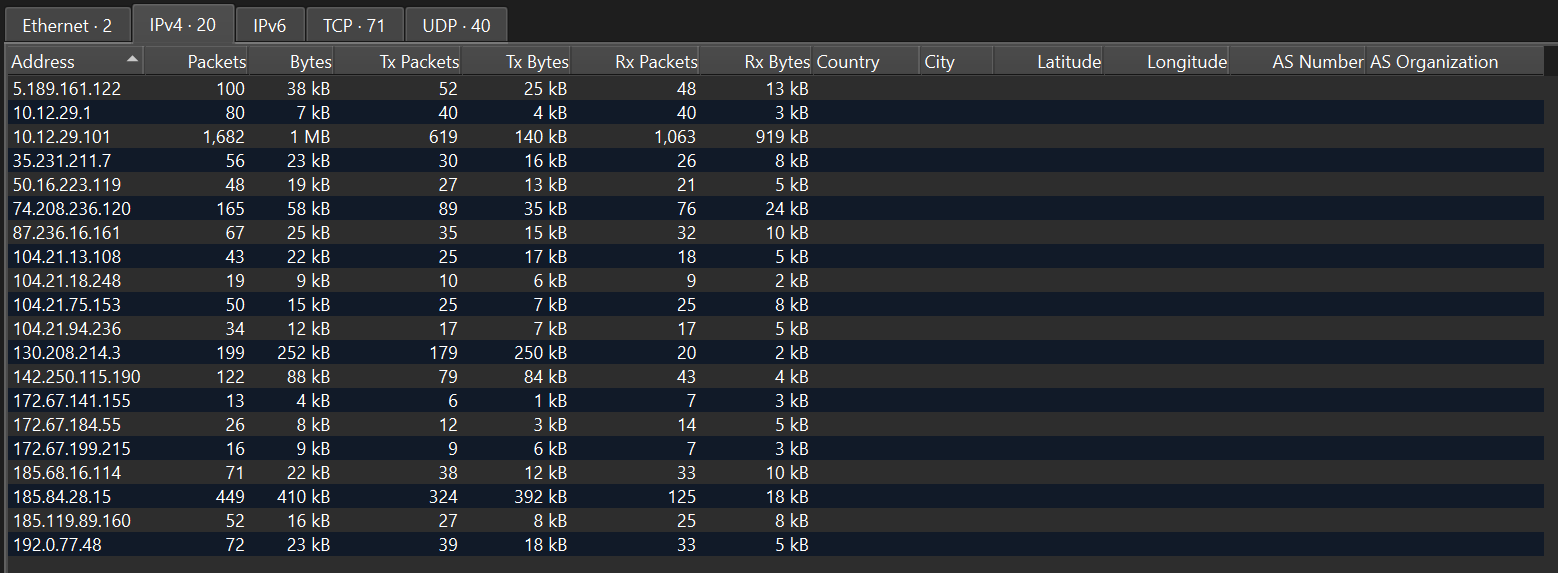 Ethernet · 2 IPv4 · 20 IPv6 TCP · 71 UDP · 40
Address Packets Bytes Tx Packets Tx Bytes Rx Packets Rx Bytes Country City Latitude Longitude AS Number AS Organization
5.189.161.122 100 38 kB 52 25 kB 48 13 kB
10.12.29.1 80 7 kB 40 4 kB 40 3 kB
10.12.29.101 1,682 1 MB 619 140 kB 1,063 919 kB
35.231.211.7 56 23 kB 30 16 kB 26 8 kB
50.16.223.119 48 19 kB 27 13 kB 21 5 kB
74.208.236.120 165 58 kB 89 35 kB 76 24 kB
87.236.16.161 67 25 kB 35 15 kB 32 10 kB
104.21.13.108 43 22 kB 25 17 kB 18 5 kB
104.21.18.248 19 9 kB 10 6 kB 9 2 kB
104.21.75.153 50 15 kB 25 7 kB 25 8 kB
104.21.94.236 34 12 kB 17 7 kB 17 5 kB
130.208.214.3 199 252 kB 179 250 kB 20 2 kB
142.250.115.190 122 88 kB 79 84 kB 43 4 kB
172.67.141.155 13 4 kB 6 1 kB 7 3 kB
172.67.184.55 26 8 kB 12 3 kB 14 5 kB
172.67.199.215 16 9 kB 9 6 kB 7 3 kB
185.68.16.114 71 22 kB 38 12 kB 33 10 kB
185.84.28.15 449 410 kB 324 392 kB 125 18 kB
185.119.89.160 52 16 kB 27 8 kB 25 8 kB
192.0.77.48 72 23 kB 39 18 kB 33 5 kB